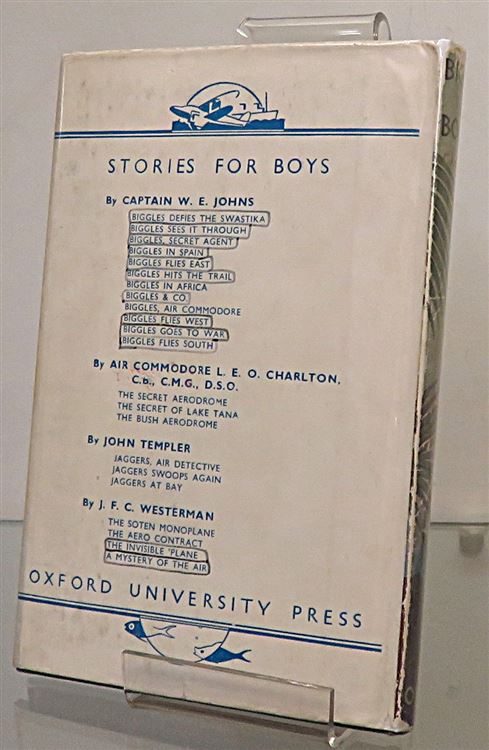 STORIES FOR BOYS
By CAPTAIN W. E. JOHNS
BIGGLES DEFIES THE SWASTIKA
BIGGLES SEES IT THROUGH
BIGGLES, SECRET AGENT
BIGGLES IN SPAIN
BIGGLES FLIES EAST
BIGGLES HITS THE TRAIL
BIGGLES IN AFRICA
BIGGLES & CO.
BIGGLES, AIR COMMODORE
BIGGLES FLIES WEST
BIGGLES GOES TO WAR
BIGGLES FLIES SOUTH
By AIR COMMODORE L. E. O. CHARLTON,
C.b., C.M.G., D.S.O.
THE SECRET AERODROME
THE SECRET OF LAKE TANA
THE BUSH AERODROME
By JOHN TEMPLER
JAGGERS, AIR DETECTIVE
JAGGERS SWOOPS AGAIN
JAGGERS AT BAY
By J. F. C. WESTERMAN
THE SOTEN MONOPLANE
THE AERO CONTRACT
THE INVISIBLE 'PLANE
A MYSTERY OF THE AIR
OXFORD UNIVERSITY PRESS